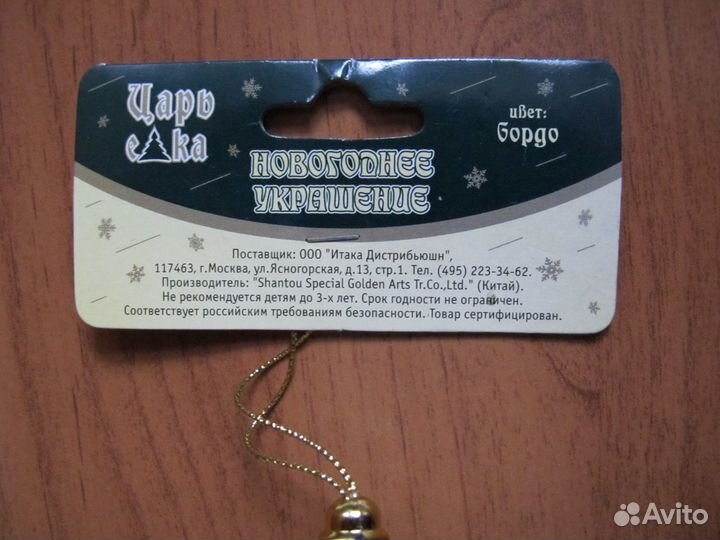 Царь
елка
цвет:
бордо
НОВОГОДНЕЕ
УКРАШЕНИЕ
Поставщик: ООО "Итака Дистрибьюшн",
117463, г.Москва, ул.Ясногорская, д.13, стр.1. Тел. (495) 223-34-62.
Производитель: "Shantou Special Golden Arts Tr.Co.,Ltd." (Китай).
Не рекомендуется детям до 3-х лет. Срок годности не ограничен.
Соответствует российским требованиям безопасности. Товар сертифицирован.
Avito